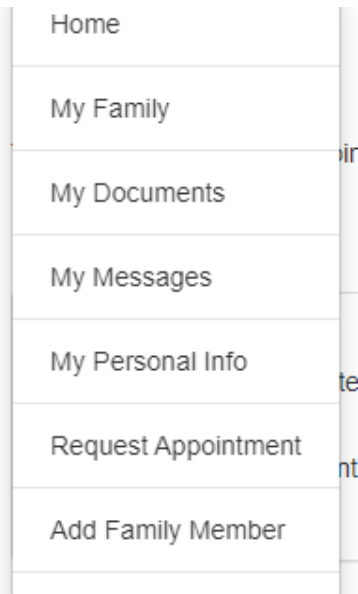 Home
My Family
My Documents
My Messages
My Personal Info
Request Appointment
Add Family Member